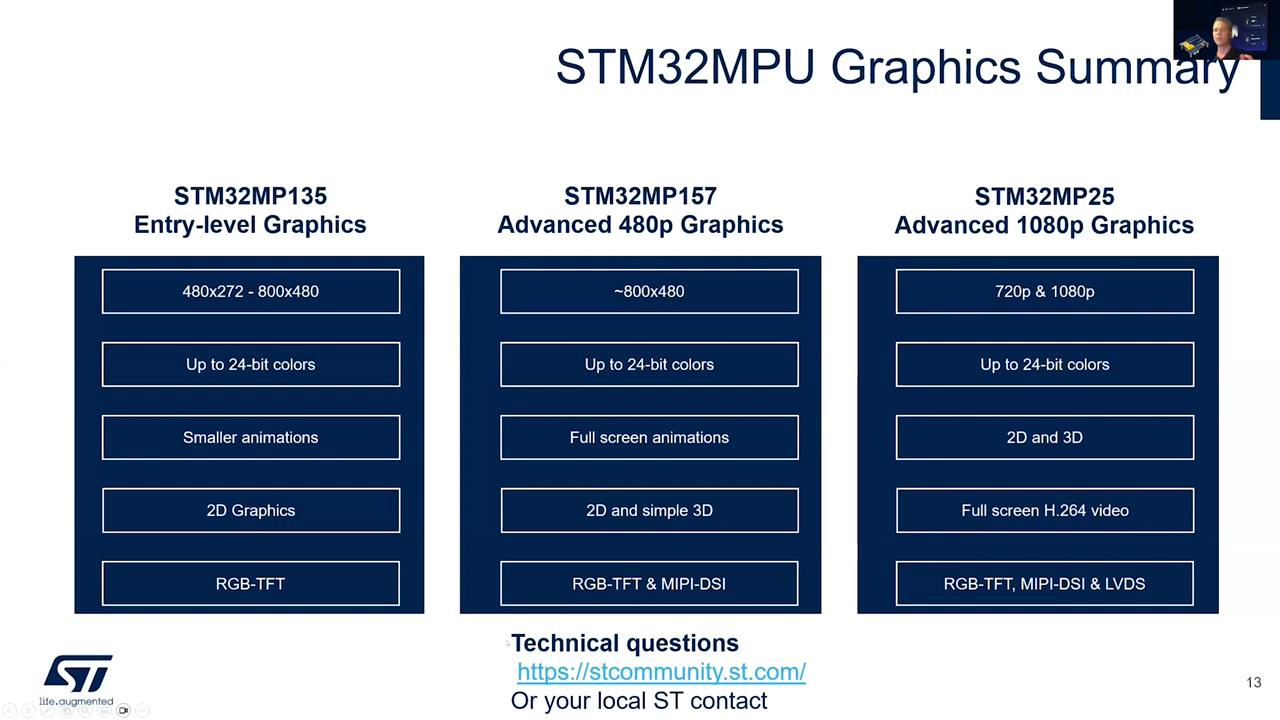 STM32MPU Graphics Summary
STM32MP135
Entry-level Graphics
480x272 - 800x480
Up to 24-bit colors
Smaller animations
2D Graphics
RGB-TFT
STM32MP157
Advanced 480p Graphics
~800x480
Up to 24-bit colors
Full screen animations
2D and simple 3D
RGB-TFT & MIPI-DSI
STM32MP25
Advanced 1080p Graphics
720p & 1080p
Up to 24-bit colors
2D and 3D
Full screen H.264 video
RGB-TFT, MIPI-DSI & LVDS
Technical questions
https://stcommunity.st.com/
Or your local ST contact
ST
life.augmented
13